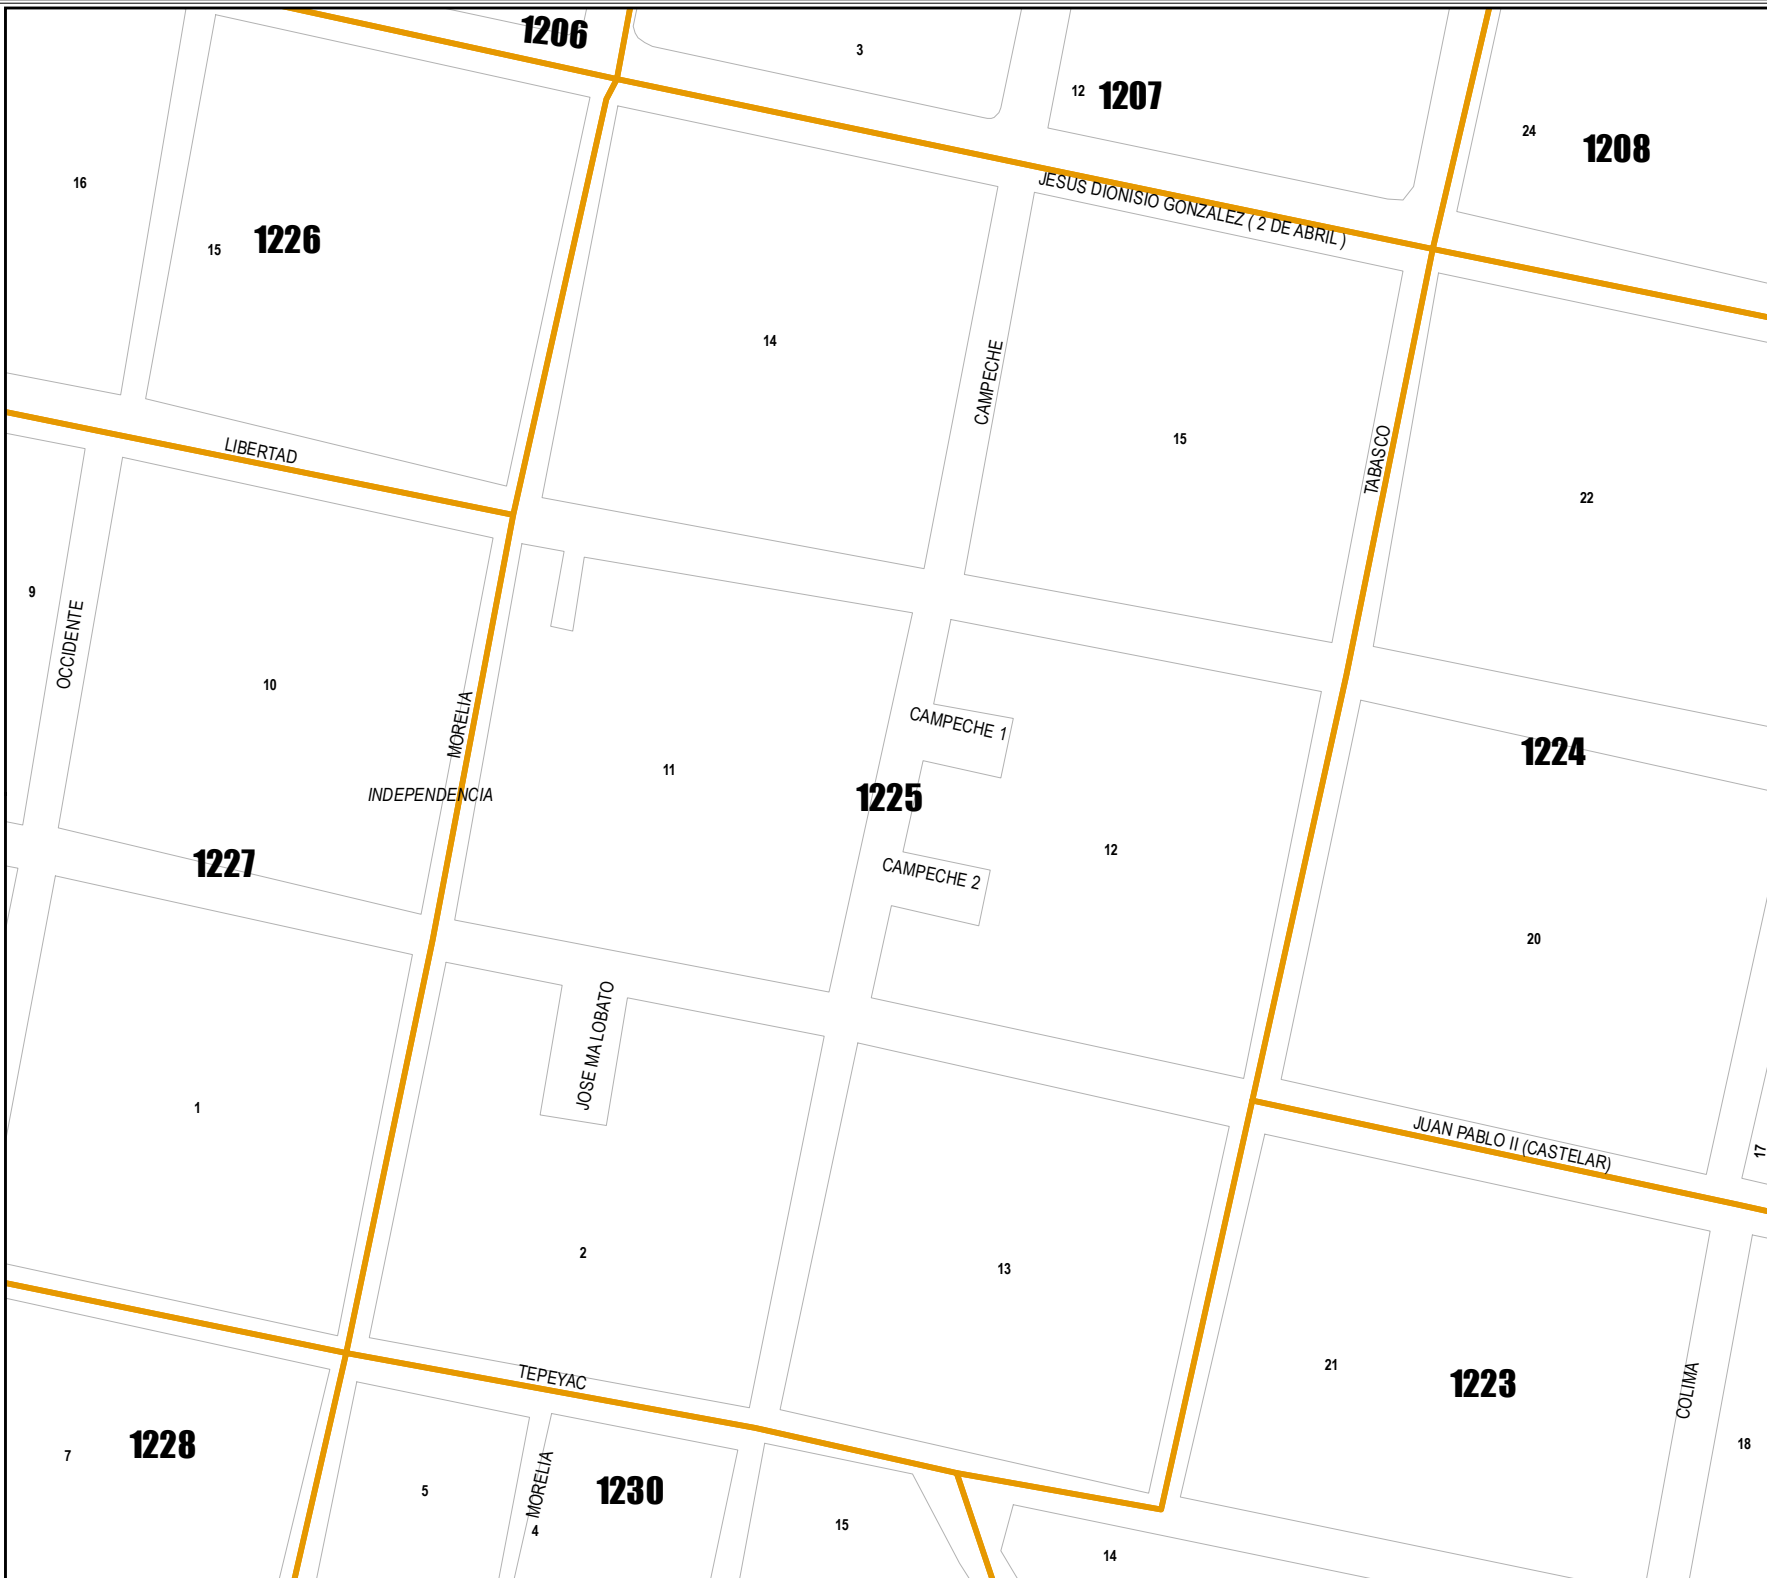 1206
3
12
1207
24
1208
16
JESUS DIONISIO GONZALEZ ( 2 DE ABRIL )
15
1226
14
CAMPECHE
15
TABASCO
LIBERTAD
22
9
OCCIDENTE
10
MORELIA
CAMPECHE 1
1224
11
INDEPENDENCIA
1225
12
1227
CAMPECHE 2
20
JOSE MA LOBATO
1
JUAN PABLO II (CASTELAR)
17
2
13
21
1223
COLIMA
TEPEYAC
1228
7
18
5
MORELIA
1230
4
15
14